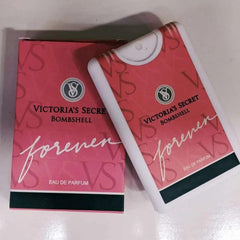 VS
VICTORIA'S SECRET
BOMBSHELL
forever
EAU DE PARFUM
VS
VICTORIA'S SECRET
BOMBSHELL
forever
EAU DE PARFUM